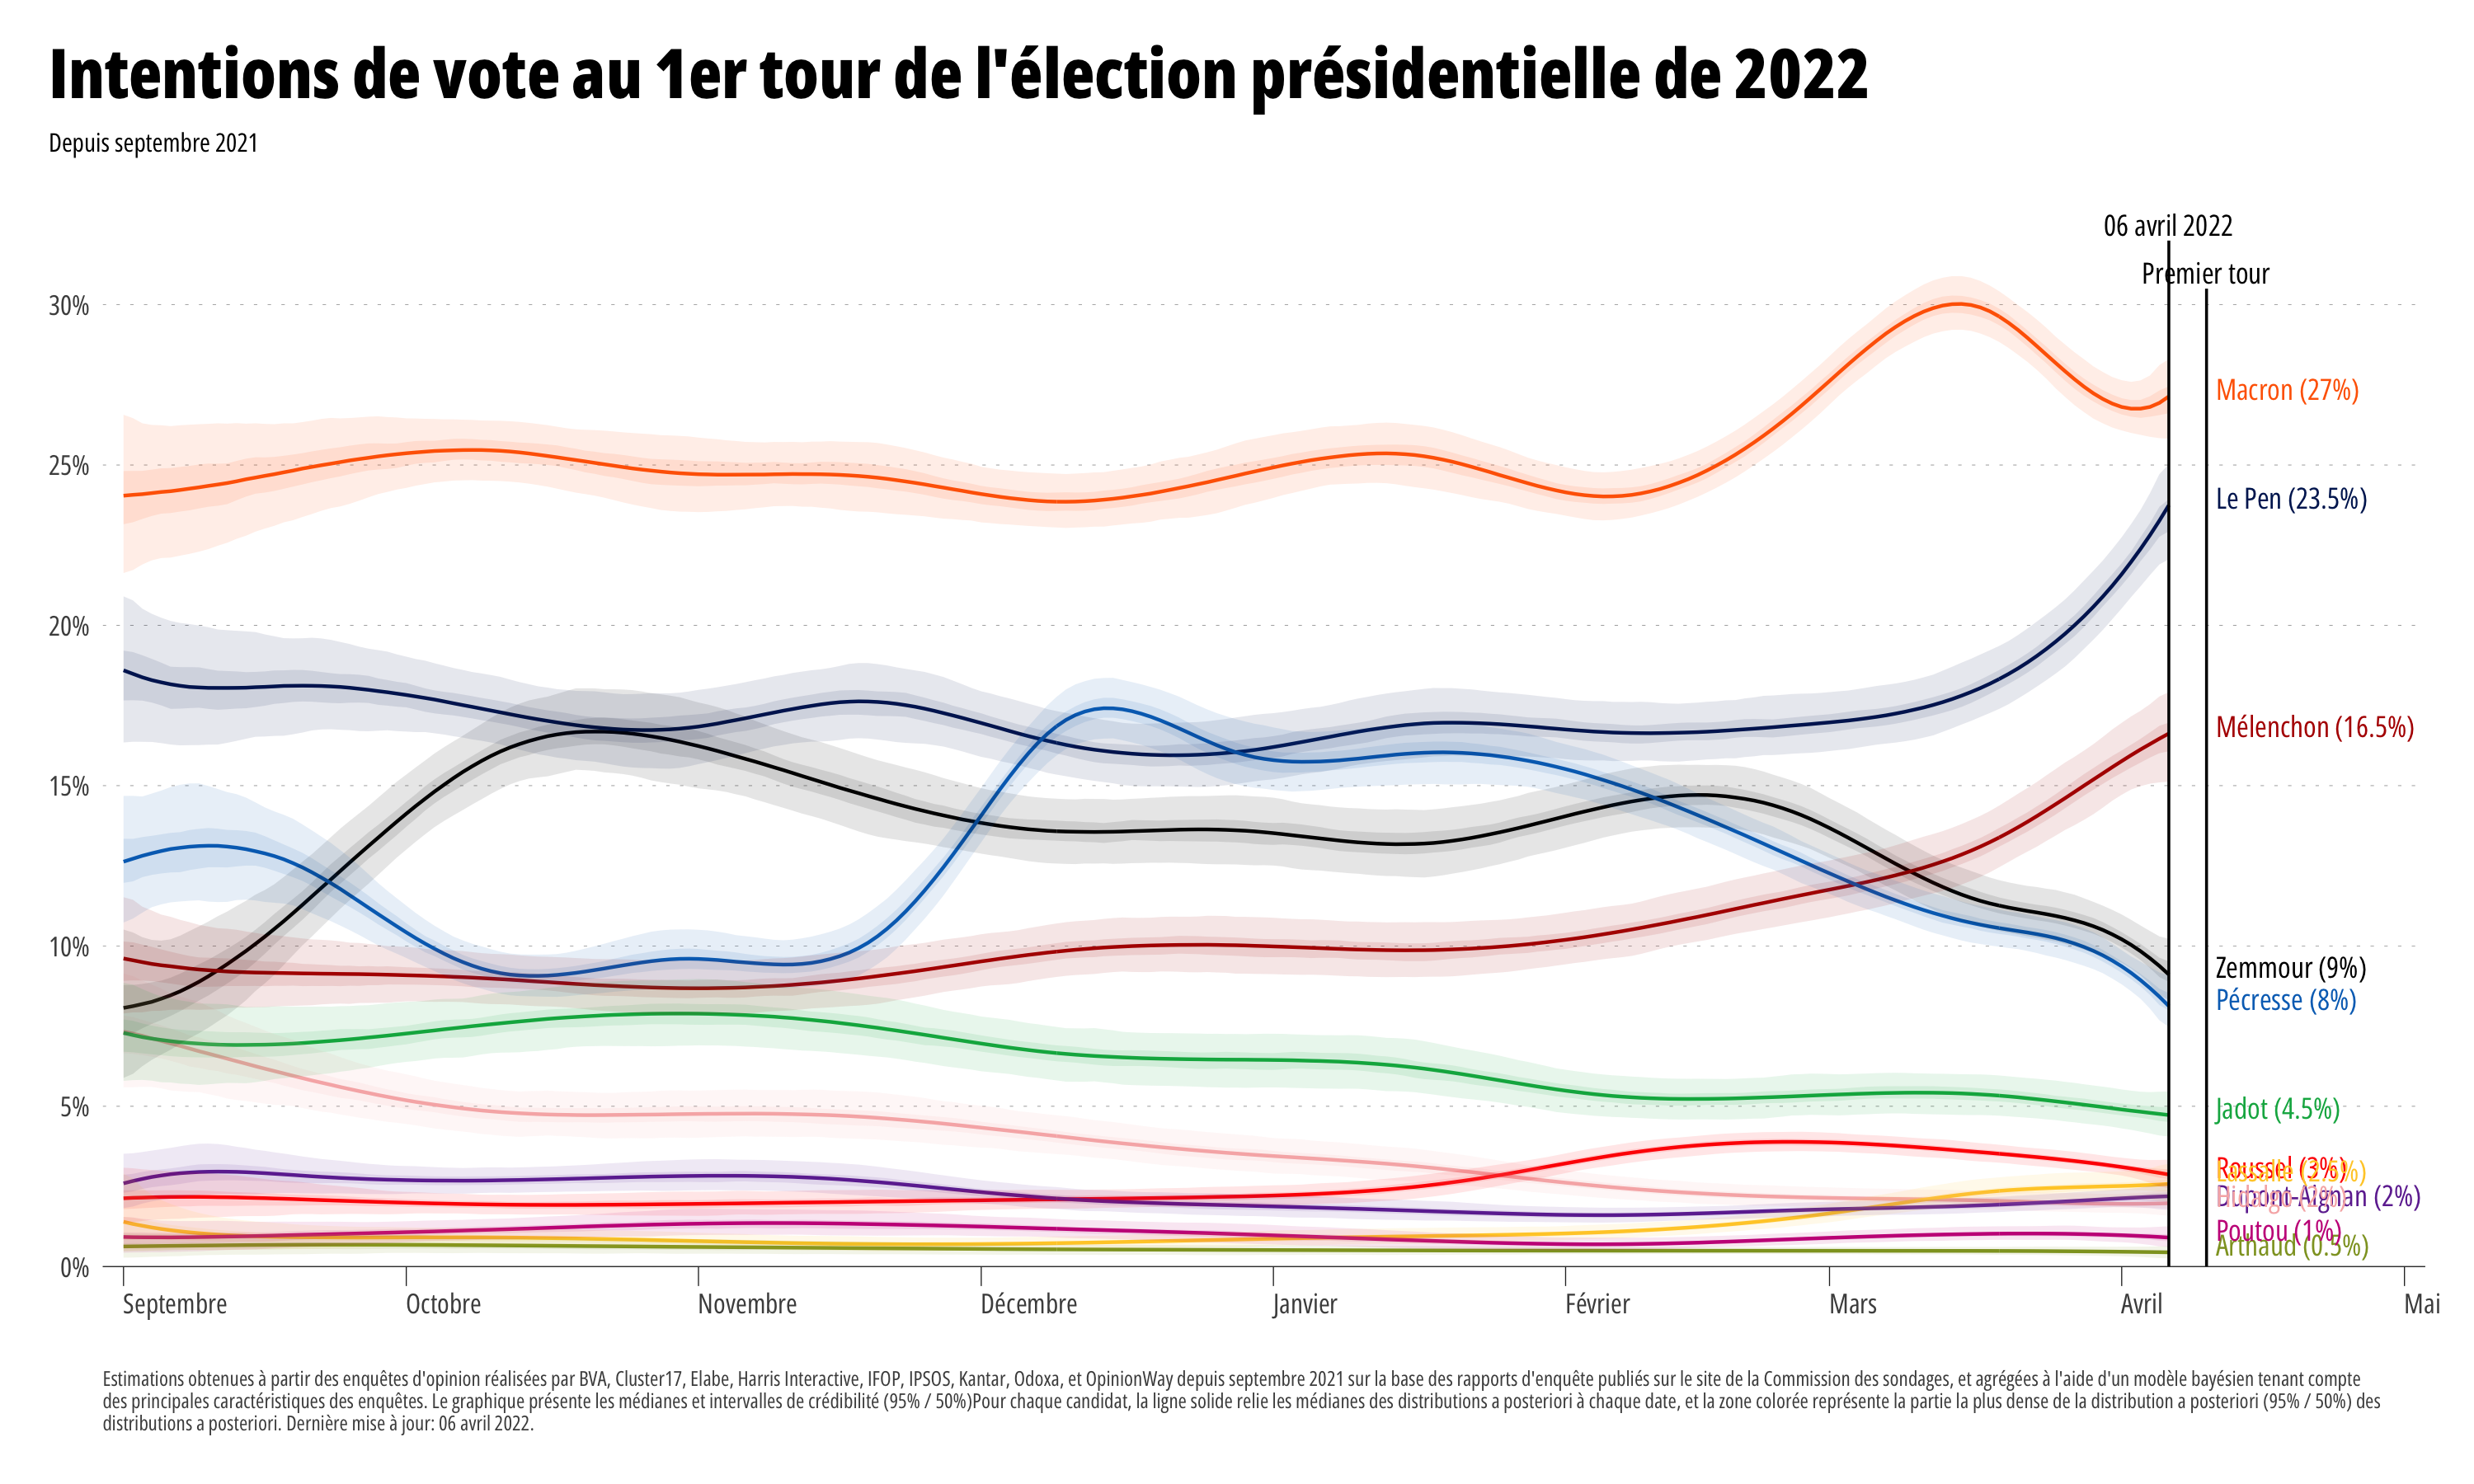 Intentions de vote au 1er tour de l'élection présidentielle de 2022
Depuis septembre 2021
06 avril 2022
Premier tour
30%
25%
20%
15%
10%
5%
0%
Macron (27%)
Le Pen (23.5%)
Mélenchon (16.5%)
Zemmour (9%)
Pécresse (8%)
Jadot (4.5%)
Roussel (3%)
Lassalle (2.5%)
Dupont-Aignan (2%)
Poutou (1%)
Arthaud (0.5%)
Septembre
Octobre
Novembre
Décembre
Janvier
Février
Mars
Avril
Mai
Estimations obtenues à partir des enquêtes d'opinion réalisées par BVA, Cluster17, Elabe, Harris Interactive, IFOP, IPSOS, Kantar, Odoxa, et OpinionWay depuis septembre 2021 sur la base des rapports d'enquête publiés sur le site de la Commission des sondages, et agrégées à l'aide d'un modèle bayésien tenant compte
des principales caractéristiques des enquêtes. Le graphique présente les médianes et intervalles de crédibilité (95% / 50%)Pour chaque candidat, la ligne solide relie les médianes des distributions a posteriori à chaque date, et la zone colorée représente la partie la plus dense de la distribution a posteriori (95% / 50%) des
distributions a posteriori. Dernière mise à jour: 06 avril 2022.